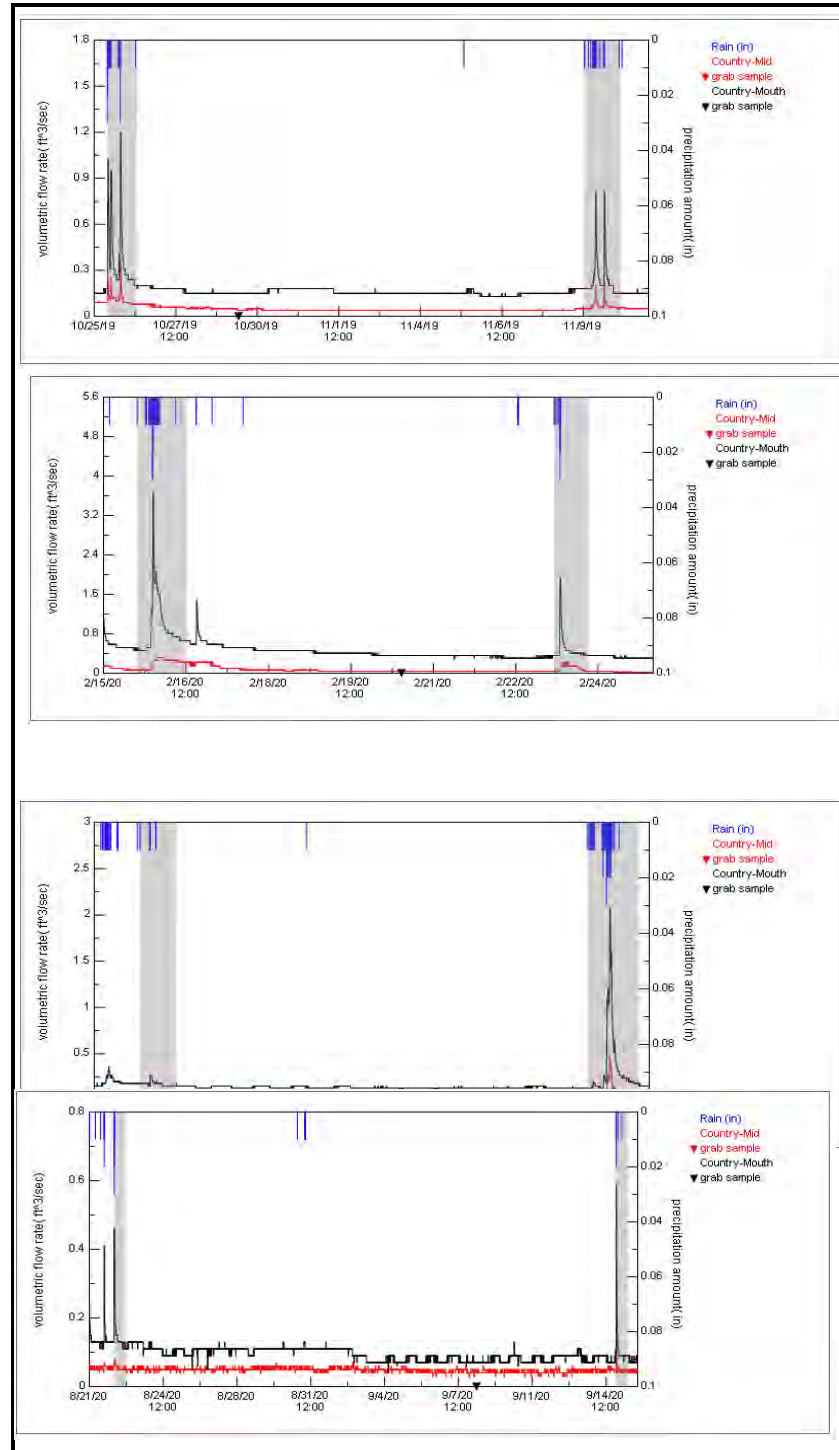 1.8
1.5
1.2
0.9
0.6
0.3
0
volumetric flow rate( ft^3/sec)
10/25/19
10/27/19
12:00
10/30/19
11/1/19
12:00
11/4/19
11/6/19
12:00
11/9/19
0
0.02
0.04
0.06
0.08
0.1
precipitation amount( in)
Rain (in)
Country-Mid
grab sample
Country-Mouth
grab sample
5.6
4.8
4
3.2
2.4
1.6
0.8
0
volumetric flow rate( ft^3/sec)
2/15/20
2/16/20
12:00
2/18/20
2/19/20
12:00
2/21/20
2/22/20
12:00
2/24/20
0
0.02
0.04
0.06
0.08
0.1
precipitation amount( in)
Rain (in)
Country-Mid
grab sample
Country-Mouth
grab sample
3
2.5
2
1.5
1
0.5
volumetric flow rate( ft^3/sec)
0
0.02
0.04
0.06
0.08
precipitation amount( in)
Rain (in)
Country-Mid
grab sample
Country-Mouth
grab sample
0.8
0.6
0.4
0.2
0
volumetric flow rate( ft^3/sec)
8/21/20
8/24/20
12:00
8/28/20
8/31/20
12:00
9/4/20
9/7/20
12:00
9/11/20
9/14/20
12:00
0
0.02
0.04
0.06
0.08
0.1
precipitation amount( in)
Rain (in)
Country-Mid
grab sample
Country-Mouth
grab sample